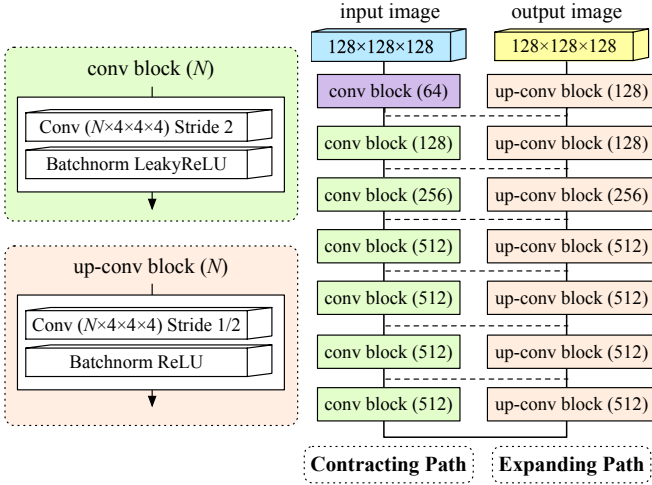 input image
output image
128×128×128
128×128×128
conv block (N)
Conv (N×4×4×4) Stride 2
Batchnorm LeakyReLU
up-conv block (N)
Conv (N×4×4×4) Stride 1/2
Batchnorm ReLU
conv block (64)
up-conv block (128)
conv block (128)
up-conv block (128)
conv block (256)
up-conv block (256)
conv block (512)
up-conv block (512)
conv block (512)
up-conv block (512)
conv block (512)
up-conv block (512)
conv block (512)
up-conv block (512)
Contracting Path
Expanding Path